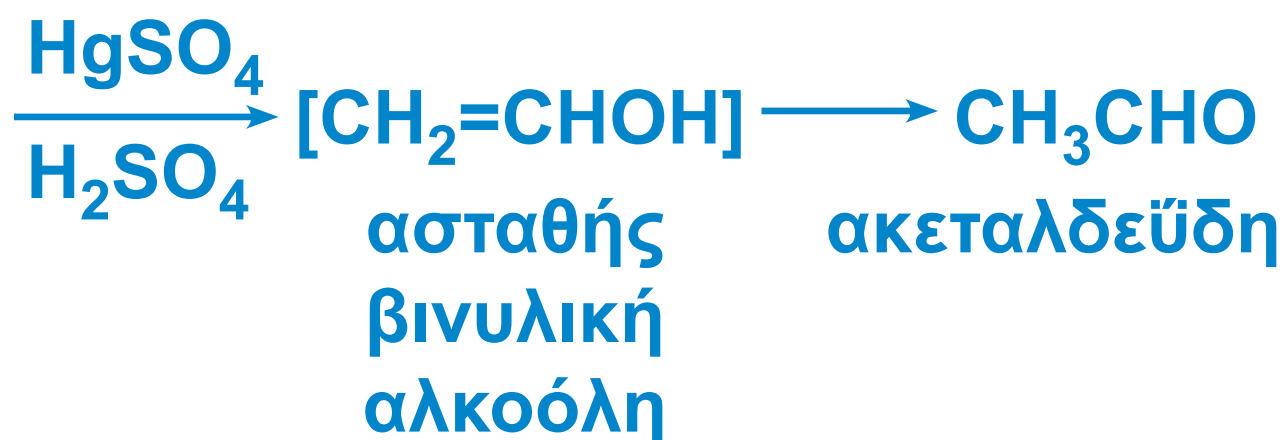 HgSO₄
H₂SO₄
[CH₂=CHOH] ⟶ CH₃CHO
ασταθής ακεταλδεΰδη
βινυλική
αλκοόλη